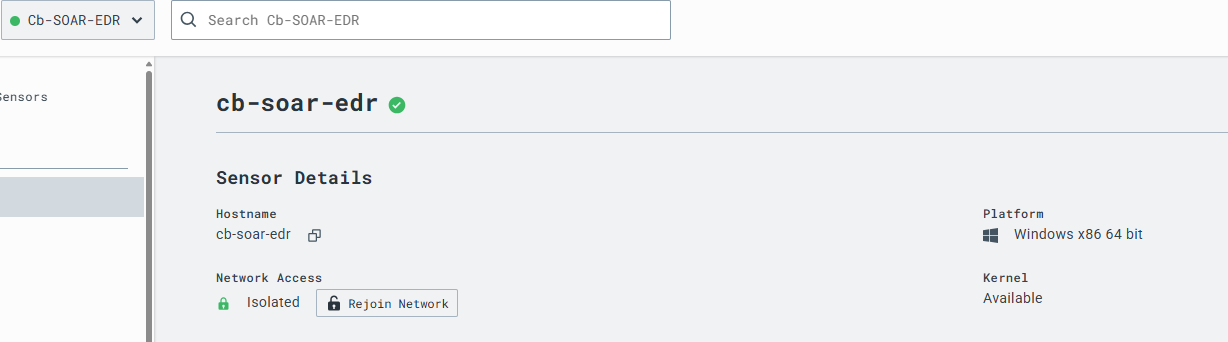 Cb-SOAR-EDR
Search Cb-SOAR-EDR
Sensors
cb-soar-edr
Sensor Details
Hostname
cb-soar-edr
Platform
Windows x86 64 bit
Network Access
Isolated
Rejoin Network
Kernel
Available